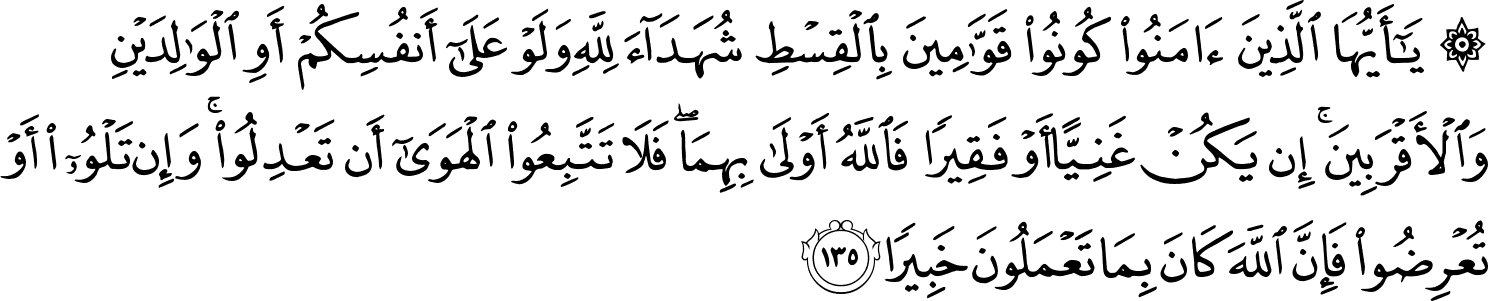 ۞ يَـٰٓأَيُّهَا ٱلَّذِينَ ءَامَنُوا۟ كُونُوا۟ قَوَّٰمِينَ بِٱلْقِسْطِ شُهَدَآءَ لِلَّهِ وَلَوْ عَلَىٰٓ أَنفُسِكُمْ أَوِ ٱلْوَٰلِدَيْنِ
وَٱلْأَقْرَبِينَ ۚ إِن يَكُنْ غَنِيًّا أَوْ فَقِيرًا فَٱللَّهُ أَوْلَىٰ بِهِمَا ۖ فَلَا تَتَّبِعُوا۟ ٱلْهَوَىٰٓ أَن تَعْدِلُوا۟ ۚ وَإِن تَلْوُۥٓا۟ أَوْ
تُعْرِضُوا۟ فَإِنَّ ٱللَّهَ كَانَ بِمَا تَعْمَلُونَ خَبِيرًا ١٣٥